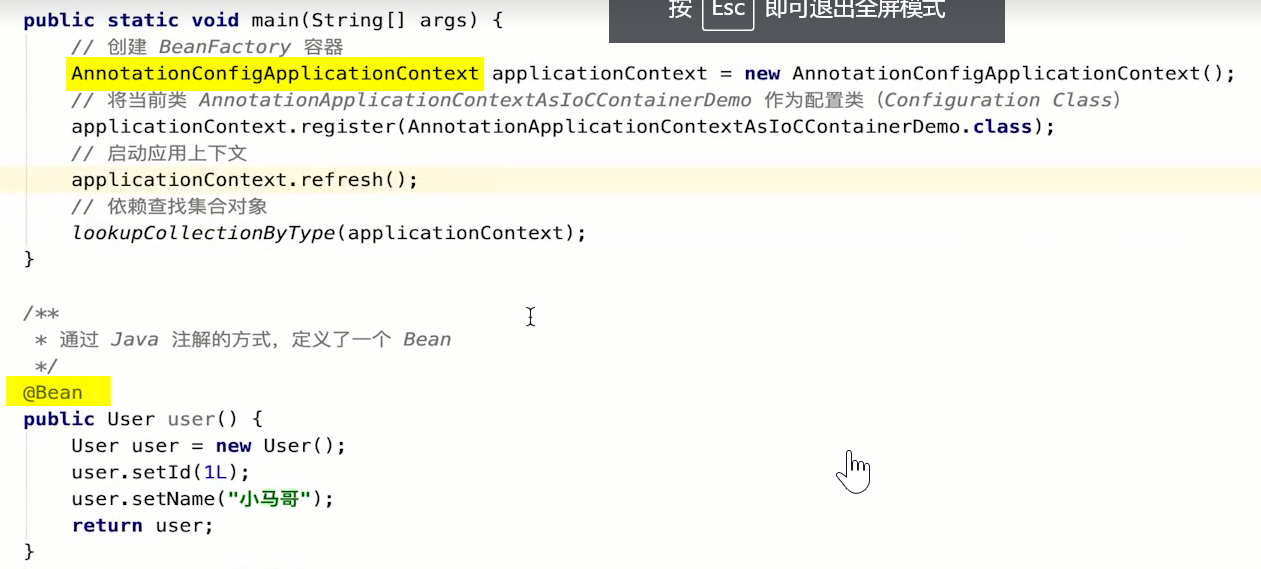 按 Esc 即可退出全屏模式
public static void main(String[] args) {
// 创建 BeanFactory 容器
AnnotationConfigApplicationContext applicationContext = new AnnotationConfigApplicationContext();
// 将当前类 AnnotationApplicationContextAsIoCContainerDemo 作为配置类（Configuration Class）
applicationContext.register(AnnotationApplicationContextAsIoCContainerDemo.class);
// 启动应用上下文
applicationContext.refresh();
// 依赖查找集合对象
lookupCollectionByType(applicationContext);
}
/**
* 通过 Java 注解的方式，定义了一个 Bean
*/
@Bean
public User user() {
User user = new User();
user.setId(1L);
user.setName("小马哥");
return user;
}